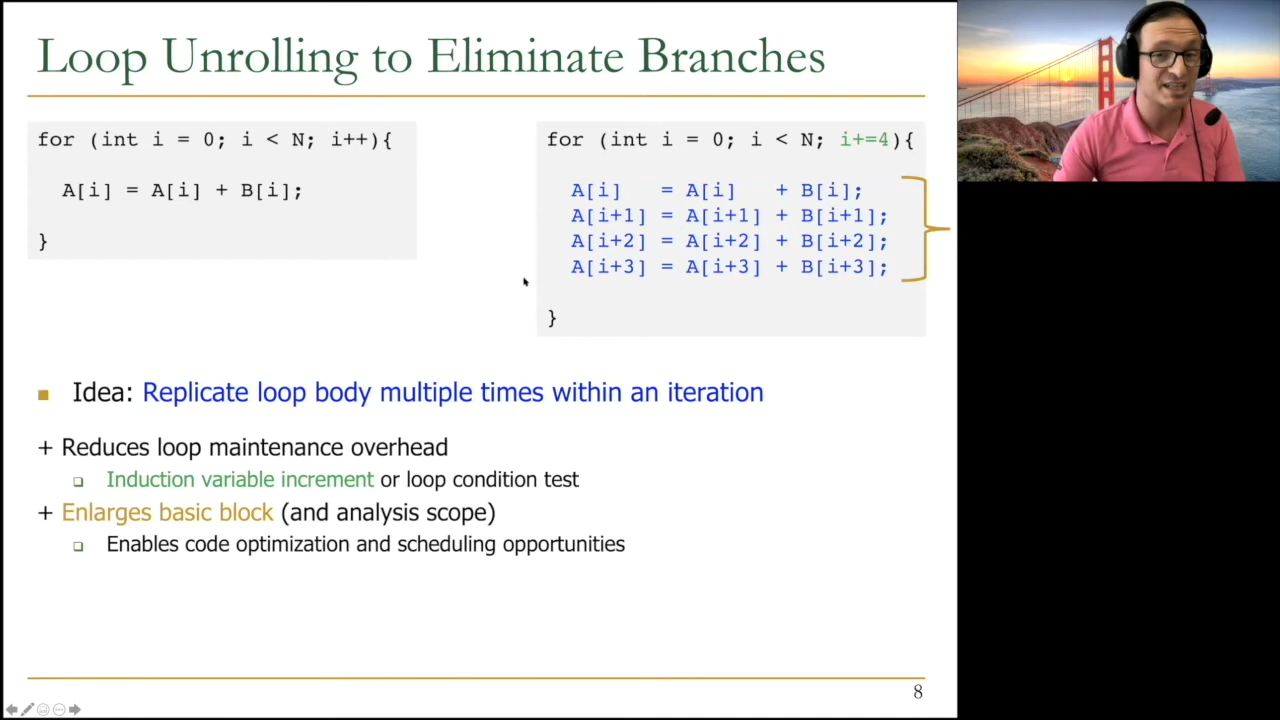 Loop Unrolling to Eliminate Branches
for (int i = 0; i < N; i++){
A[i] = A[i] + B[i];
}
for (int i = 0; i < N; i+=4){
A[i] = A[i] + B[i];
A[i+1] = A[i+1] + B[i+1];
A[i+2] = A[i+2] + B[i+2];
A[i+3] = A[i+3] + B[i+3];
}
Idea: Replicate loop body multiple times within an iteration
+ Reduces loop maintenance overhead
Induction variable increment or loop condition test
+ Enlarges basic block (and analysis scope)
Enables code optimization and scheduling opportunities
8